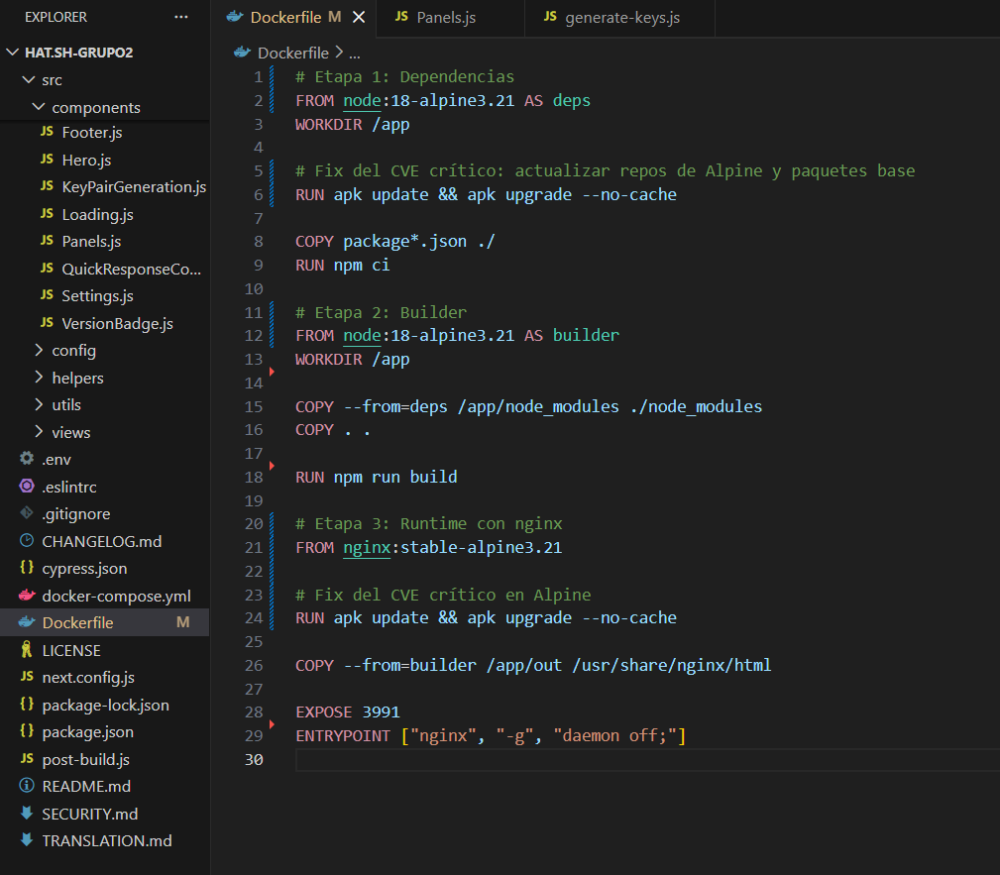 EXPLORER ...
HAT.SH-GRUPO2
src
components
JS Footer.js
JS Hero.js
JS KeyPairGeneration.js
JS Loading.js
JS Panels.js
JS QuickResponseCo...
JS Settings.js
JS VersionBadge.js
config
helpers
utils
views
.env
.eslintrc
.gitignore
CHANGELOG.md
{} cypress.json
docker-compose.yml
Dockerfile M
LICENSE
JS next.config.js
{} package-lock.json
{} package.json
JS post-build.js
README.md
SECURITY.md
TRANSLATION.md
Dockerfile M JS Panels.js JS generate-keys.js
Dockerfile > ...
1 # Etapa 1: Dependencias
2 FROM node:18-alpine3.21 AS deps
3 WORKDIR /app
4
5 # Fix del CVE crítico: actualizar repos de Alpine y paquetes base
6 RUN apk update && apk upgrade --no-cache
7
8 COPY package*.json ./
9 RUN npm ci
10
11 # Etapa 2: Builder
12 FROM node:18-alpine3.21 AS builder
13 WORKDIR /app
14
15 COPY --from=deps /app/node_modules ./node_modules
16 COPY . .
17
18 RUN npm run build
19
20 # Etapa 3: Runtime con nginx
21 FROM nginx:stable-alpine3.21
22
23 # Fix del CVE crítico en Alpine
24 RUN apk update && apk upgrade --no-cache
25
26 COPY --from=builder /app/out /usr/share/nginx/html
27
28 EXPOSE 3991
29 ENTRYPOINT ["nginx", "-g", "daemon off;"]
30